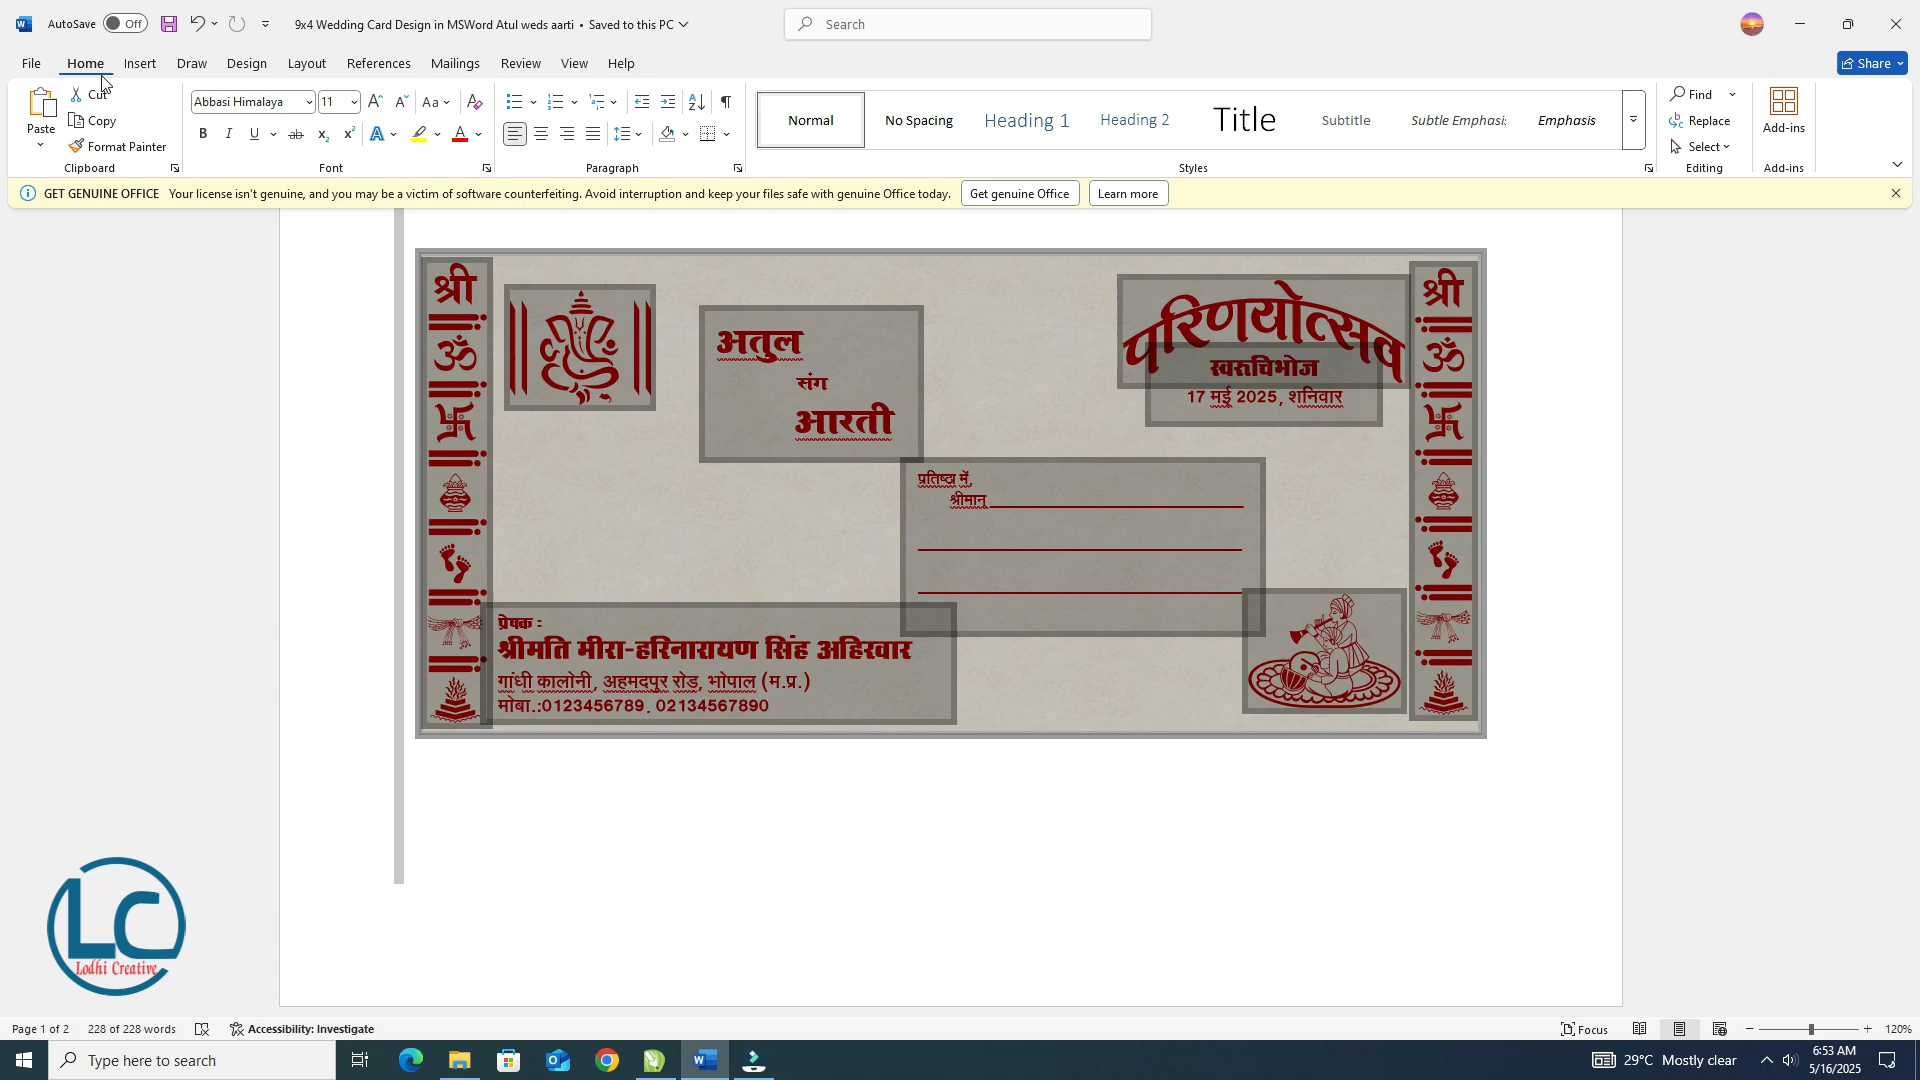 AutoSave Off 9x4 Wedding Card Design in MSWord Atul weds aarti • Saved to this PC Search
File Home Insert Draw Design Layout References Mailings Review View Help Share
Paste Cut Copy Format Painter Clipboard
Abbasi Himalaya 11 Aa Font
Paragraph
Normal No Spacing Heading 1 Heading 2 Title Subtitle Subtle Emphasis Emphasis Styles
Find Replace Select Editing
Add-ins Add-ins
GET GENUINE OFFICE Your license isn't genuine, and you may be a victim of software counterfeiting. Avoid interruption and keep your files safe with genuine Office today. Get genuine Office Learn more
श्री
ॐ
अतुल
संग
आरती
परिणयोत्सव
स्वरूचिभोज
17 मई 2025, शनिवार
श्री
ॐ
प्रतिष्ठा में,
श्रीमान्
प्रेषक :
श्रीमति मीरा-हरिनारायण सिंह अहिरवार
गांधी कालोनी, अहमदपुर रोड, भोपाल (म.प्र.)
मोबा.:0123456789, 02134567890
LC
Lodhi Creative
Page 1 of 2 228 of 228 words Accessibility: Investigate Focus 120%
Type here to search 29°C Mostly clear 6:53 AM
5/16/2025